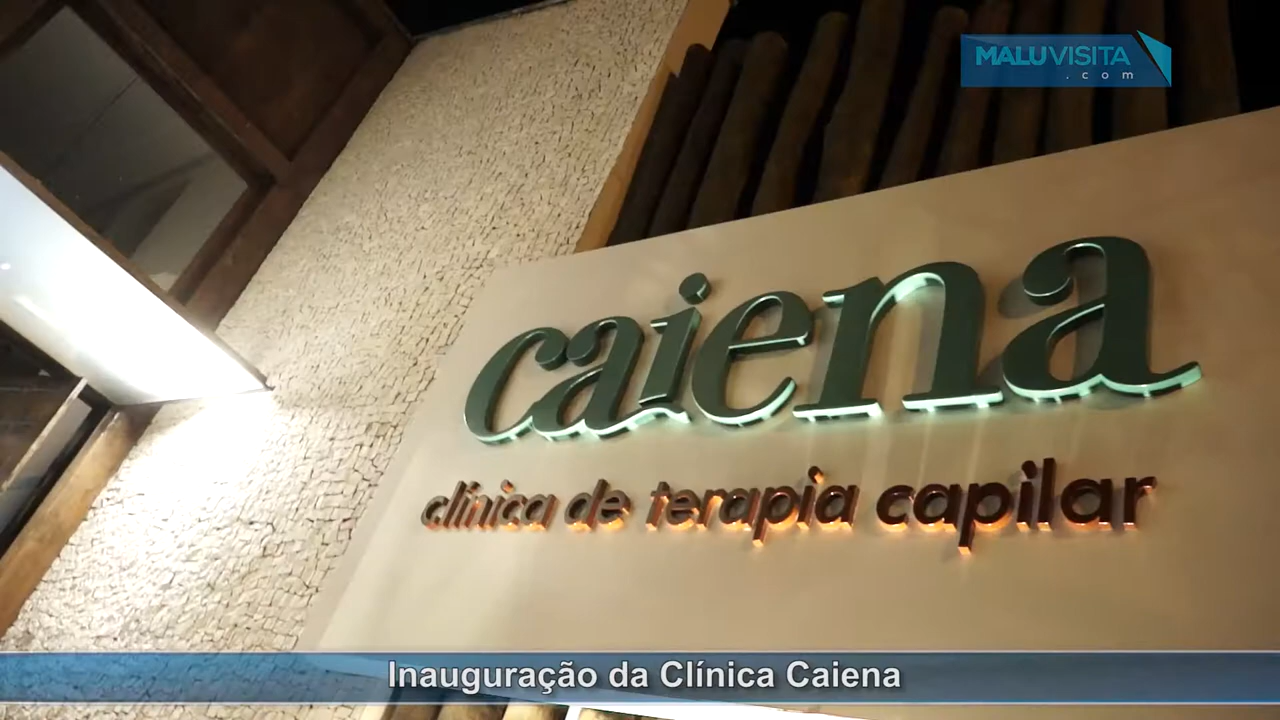 MALUVISITA
.com
caiena
clínica de terapia capilar
Inauguração da Clínica Caiena